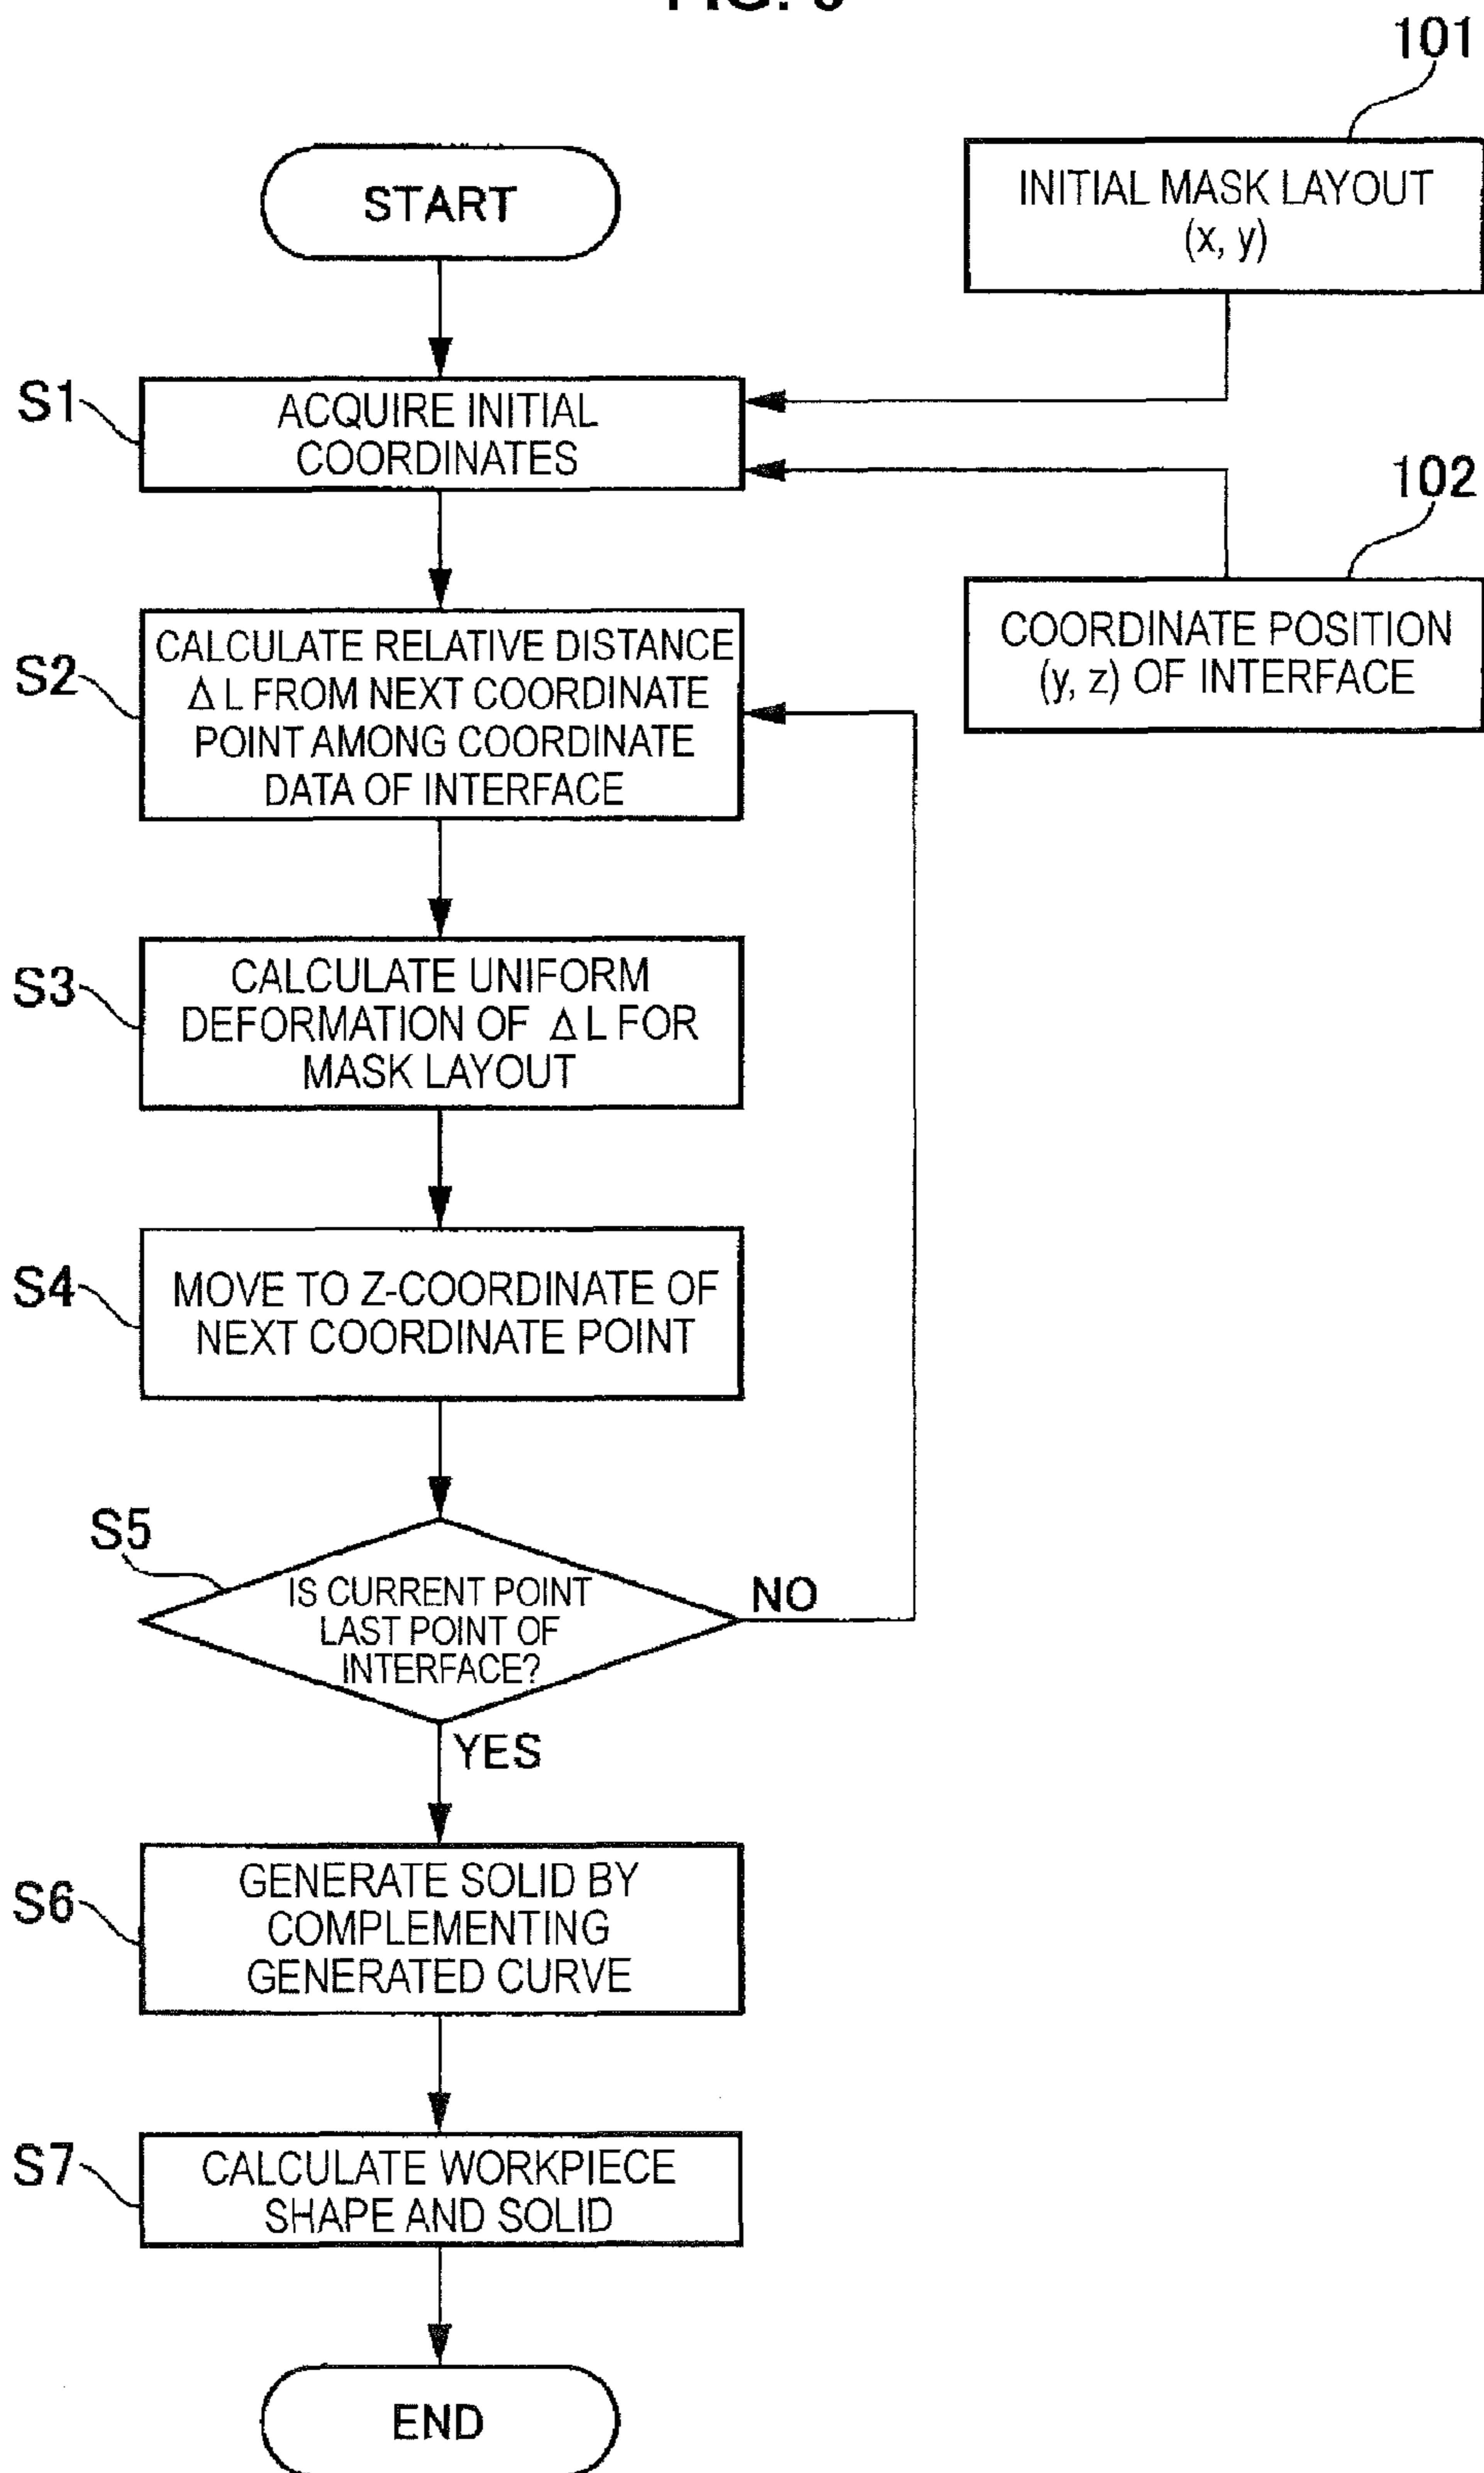 101
START
INITIAL MASK LAYOUT
(x, y)
S1
ACQUIRE INITIAL
COORDINATES
102
COORDINATE POSITION
(y, z) OF INTERFACE
S2
CALCULATE RELATIVE DISTANCE
Δ L FROM NEXT COORDINATE
POINT AMONG COORDINATE
DATA OF INTERFACE
S3
CALCULATE UNIFORM
DEFORMATION OF Δ L FOR
MASK LAYOUT
S4
MOVE TO Z-COORDINATE OF
NEXT COORDINATE POINT
S5
IS CURRENT POINT
LAST POINT OF
INTERFACE?
NO
YES
S6
GENERATE SOLID BY
COMPLEMENTING
GENERATED CURVE
S7
CALCULATE WORKPIECE
SHAPE AND SOLID
END